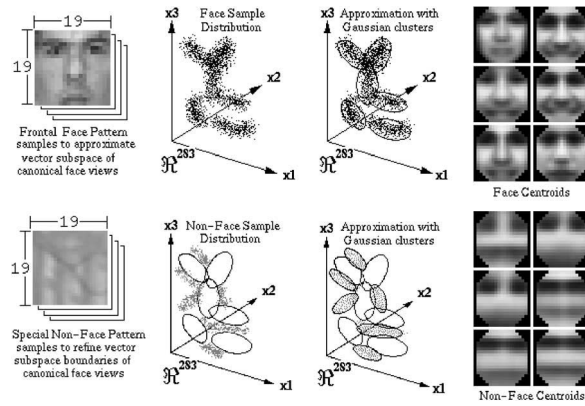 19
19
Frontal Face Pattern
samples to approximate
vector subspace of
canonical face views
Face Sample
Distribution
x3
x2
x1
ℜ²⁸³
Approximation with
Gaussian clusters
x3
x2
x1
ℜ²⁸³
Face Centroids
19
19
Special Non-Face Pattern
samples to refine vector
subspace boundaries of
canonical face views
Non-Face Sample
Distribution
x3
x2
x1
ℜ²⁸³
Approximation with
Gaussian clusters
x3
x2
x1
ℜ²⁸³
Non-Face Centroids